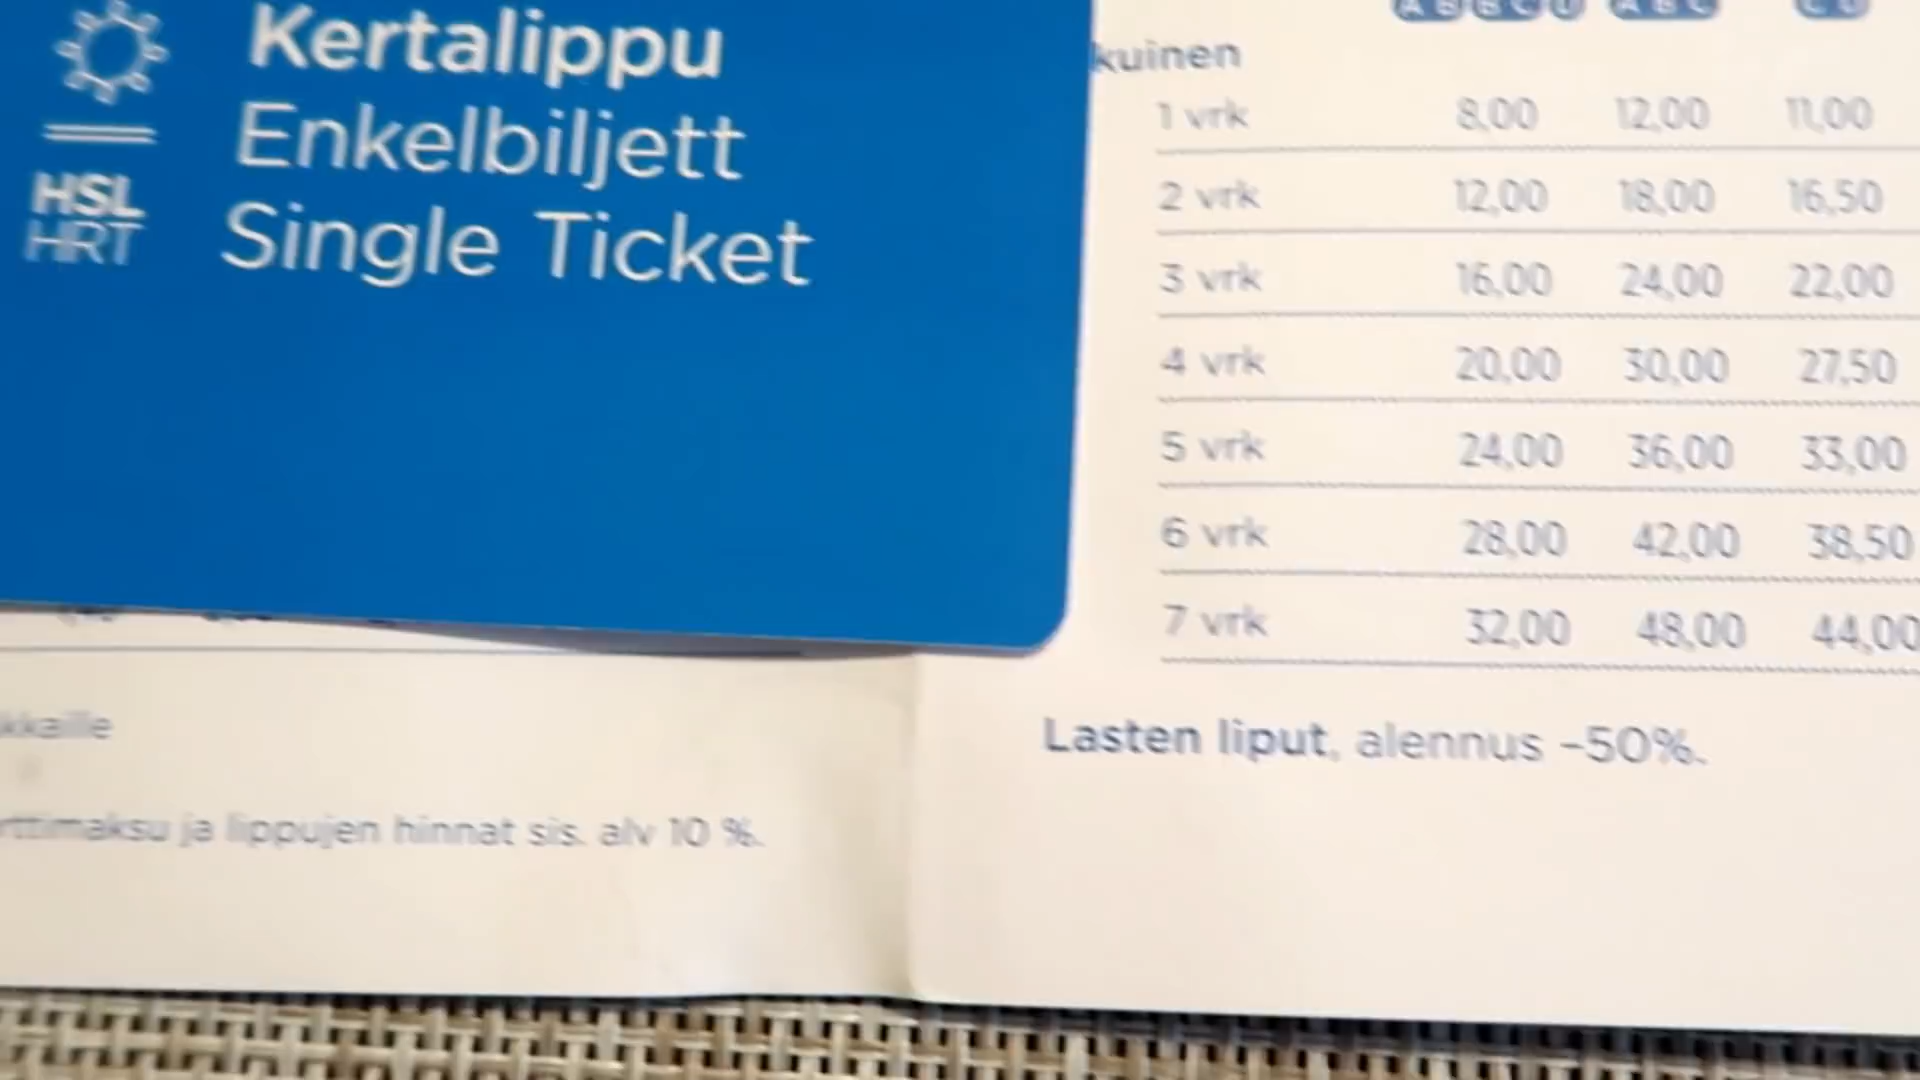 Kertalippu
Enkelbiljett
Single Ticket
HSL
HRT
A B B C D A B C C D
kuinen
1 vrk 8,00 12,00 11,00
2 vrk 12,00 18,00 16,50
3 vrk 16,00 24,00 22,00
4 vrk 20,00 30,00 27,50
5 vrk 24,00 36,00 33,00
6 vrk 28,00 42,00 38,50
7 vrk 32,00 48,00 44,00
Lasten liput, alennus -50%.
kkaille
rttimaksu ja lippujen hinnat sis. alv 10 %.